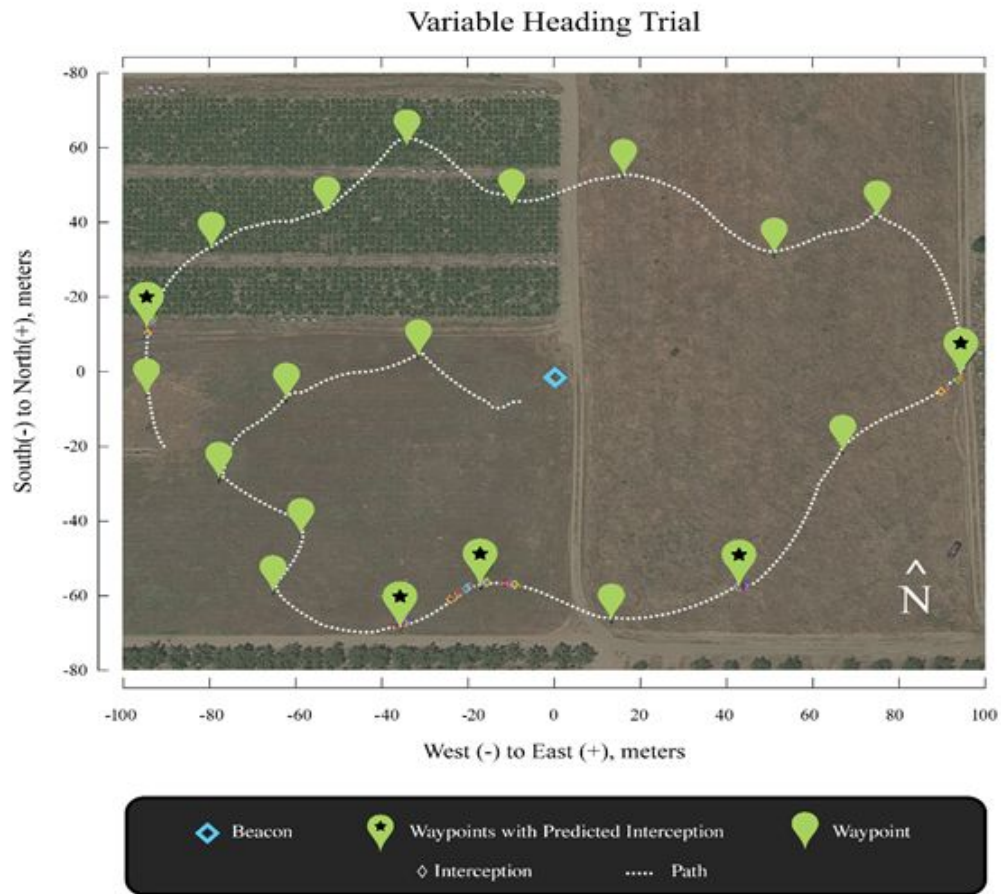 Variable Heading Trial
-80
60
40
-20
0
-20
-40
-60
-80
South(-) to North(+), meters
N
-100
-80
-60
-40
-20
0
20
40
60
80
100
West (-) to East (+), meters
Beacon
Waypoints with Predicted Interception
Waypoint
Interception
Path